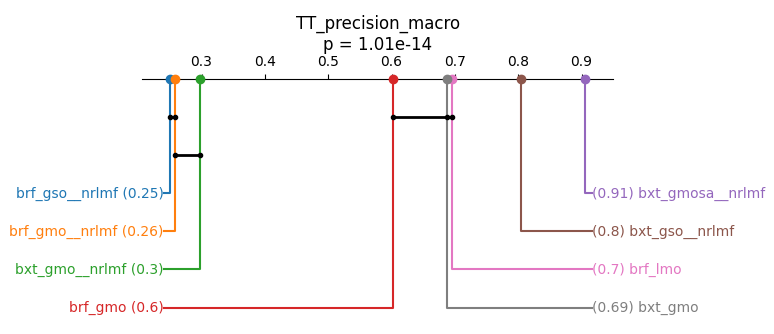 TT_precision_macro
p = 1.01e-14
0.3 0.4 0.5 0.6 0.7 0.8 0.9
brf_gso__nrlmf (0.25) (0.91) bxt_gmosa__nrlmf
brf_gmo__nrlmf (0.26) (0.8) bxt_gso__nrlmf
bxt_gmo__nrlmf (0.3) (0.7) brf_lmo
brf_gmo (0.6) (0.69) bxt_gmo